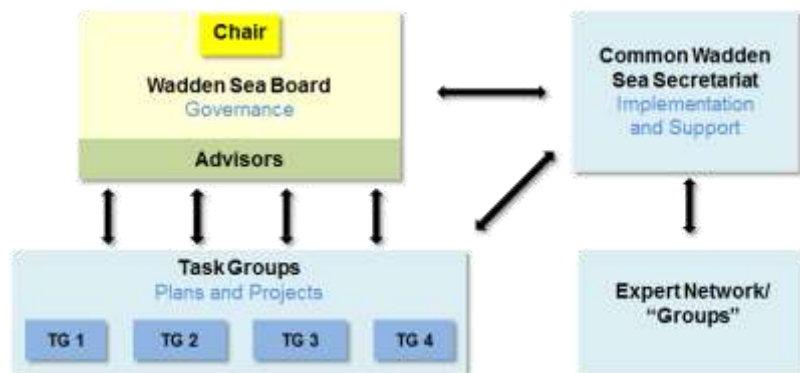 Chair
Wadden Sea Board
Governance
Advisors
Common Wadden
Sea Secretariat
Implementation
and Support
Task Groups
Plans and Projects
TG 1
TG 2
TG 3
TG 4
Expert Network/
“Groups”